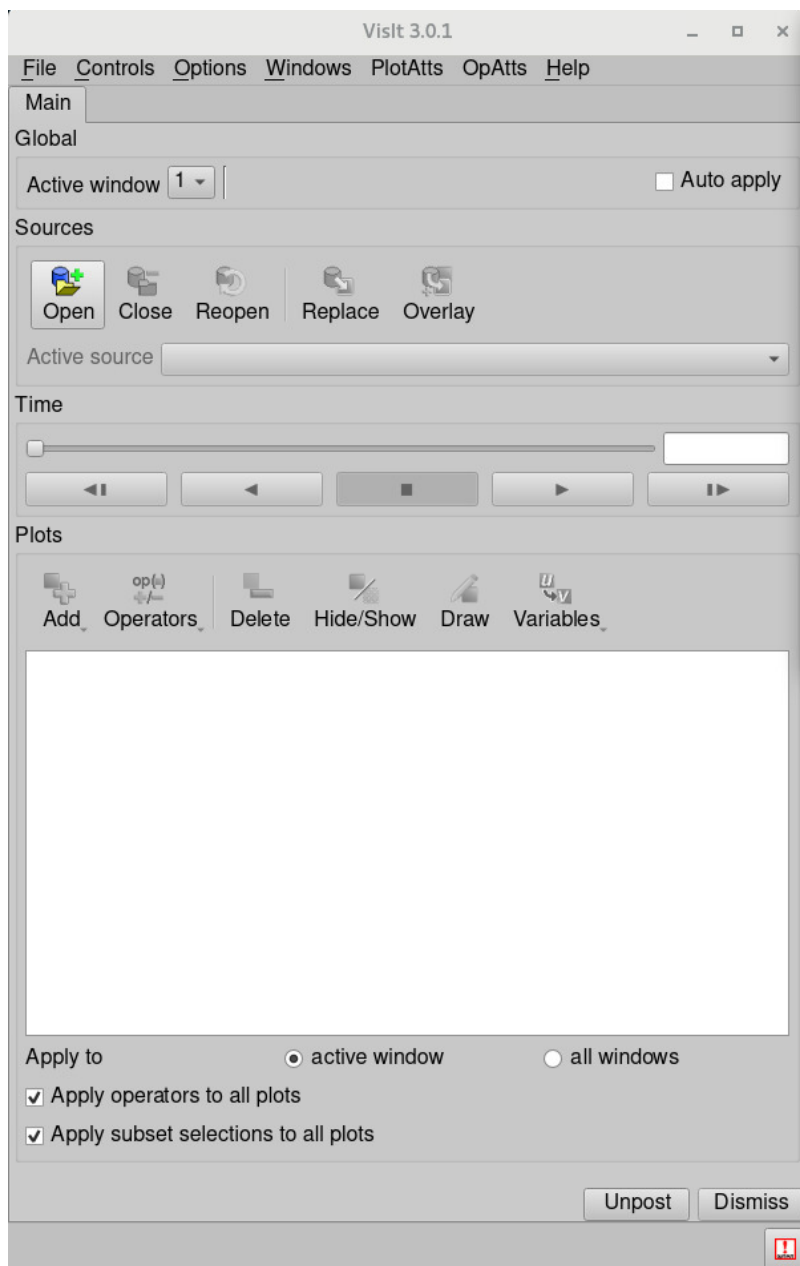 VisIt 3.0.1
File Controls Options Windows PlotAtts OpAtts Help
Main
Global
Active window 1 Auto apply
Sources
Open Close Reopen Replace Overlay
Active source
Time
Plots
op(=)
+/−
U V
Add Operators Delete Hide/Show Draw Variables
Apply to active window all windows
Apply operators to all plots
Apply subset selections to all plots
Unpost Dismiss